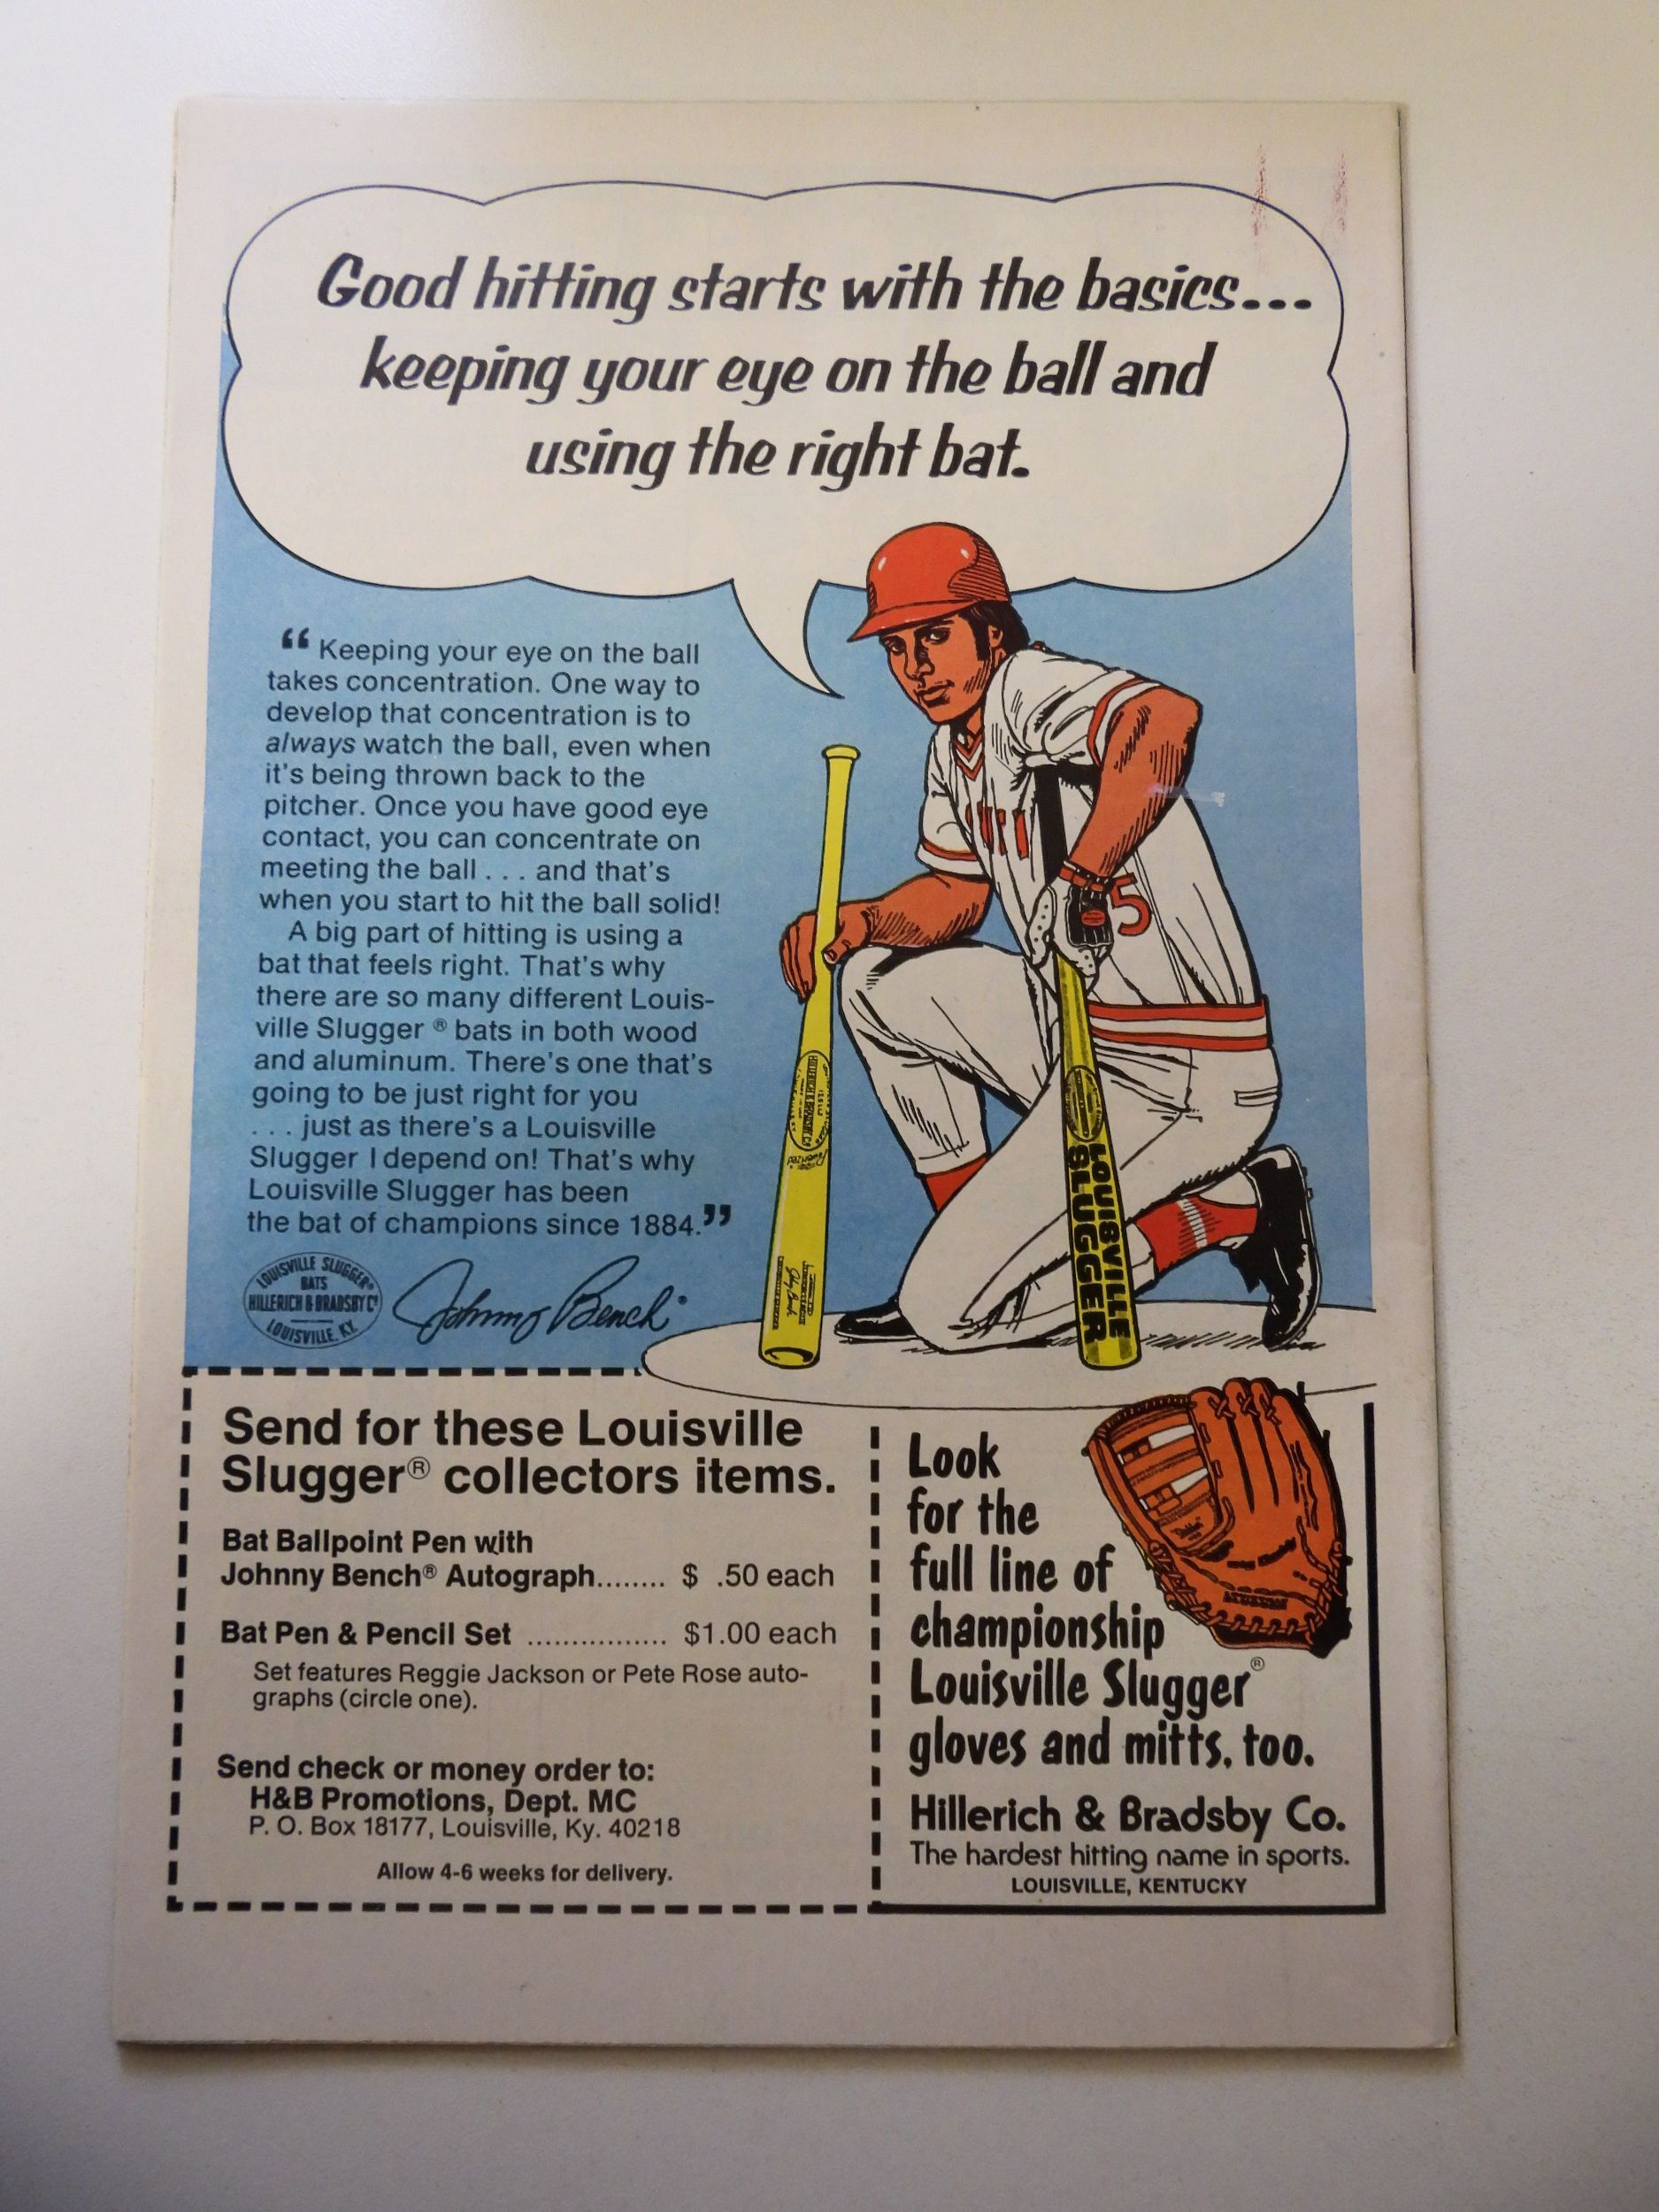 Good hitting starts with the basics...
keeping your eye on the ball and
using the right bat.
“ Keeping your eye on the ball
takes concentration. One way to
develop that concentration is to
always watch the ball, even when
it's being thrown back to the
pitcher. Once you have good eye
contact, you can concentrate on
meeting the ball . . . and that's
when you start to hit the ball solid!
A big part of hitting is using a
bat that feels right. That's why
there are so many different Louis-
ville Slugger ® bats in both wood
and aluminum. There's one that's
going to be just right for you
. . . just as there's a Louisville
Slugger I depend on! That's why
Louisville Slugger has been
the bat of champions since 1884.”
LOUISVILLE SLUGGER®
BATS
HILLERICH & BRADSBY Co
LOUISVILLE, KY.
Johnny Bench®
5
HILLERICH & BRADSBY Co
LOUISVILLE
SLUGGER
Send for these Louisville
Slugger® collectors items.
Bat Ballpoint Pen with
Johnny Bench® Autograph........ $ .50 each
Bat Pen & Pencil Set ................ $1.00 each
Set features Reggie Jackson or Pete Rose auto-
graphs (circle one).
Send check or money order to:
H&B Promotions, Dept. MC
P. O. Box 18177, Louisville, Ky. 40218
Allow 4-6 weeks for delivery.
Look
for the
full line of
championship
Louisville Slugger®
gloves and mitts, too.
Hillerich & Bradsby Co.
The hardest hitting name in sports.
LOUISVILLE, KENTUCKY